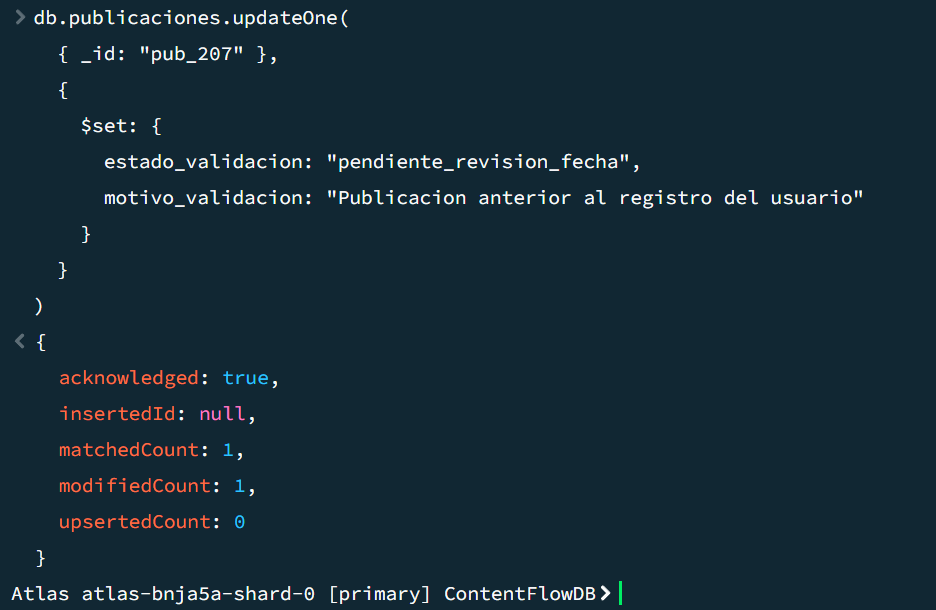 > db.publicaciones.updateOne(
{ _id: "pub_207" },
{
$set: {
estado_validacion: "pendiente_revision_fecha",
motivo_validacion: "Publicacion anterior al registro del usuario"
}
}
)
< {
acknowledged: true,
insertedId: null,
matchedCount: 1,
modifiedCount: 1,
upsertedCount: 0
}
Atlas atlas-bnja5a-shard-0 [primary] ContentFlowDB>